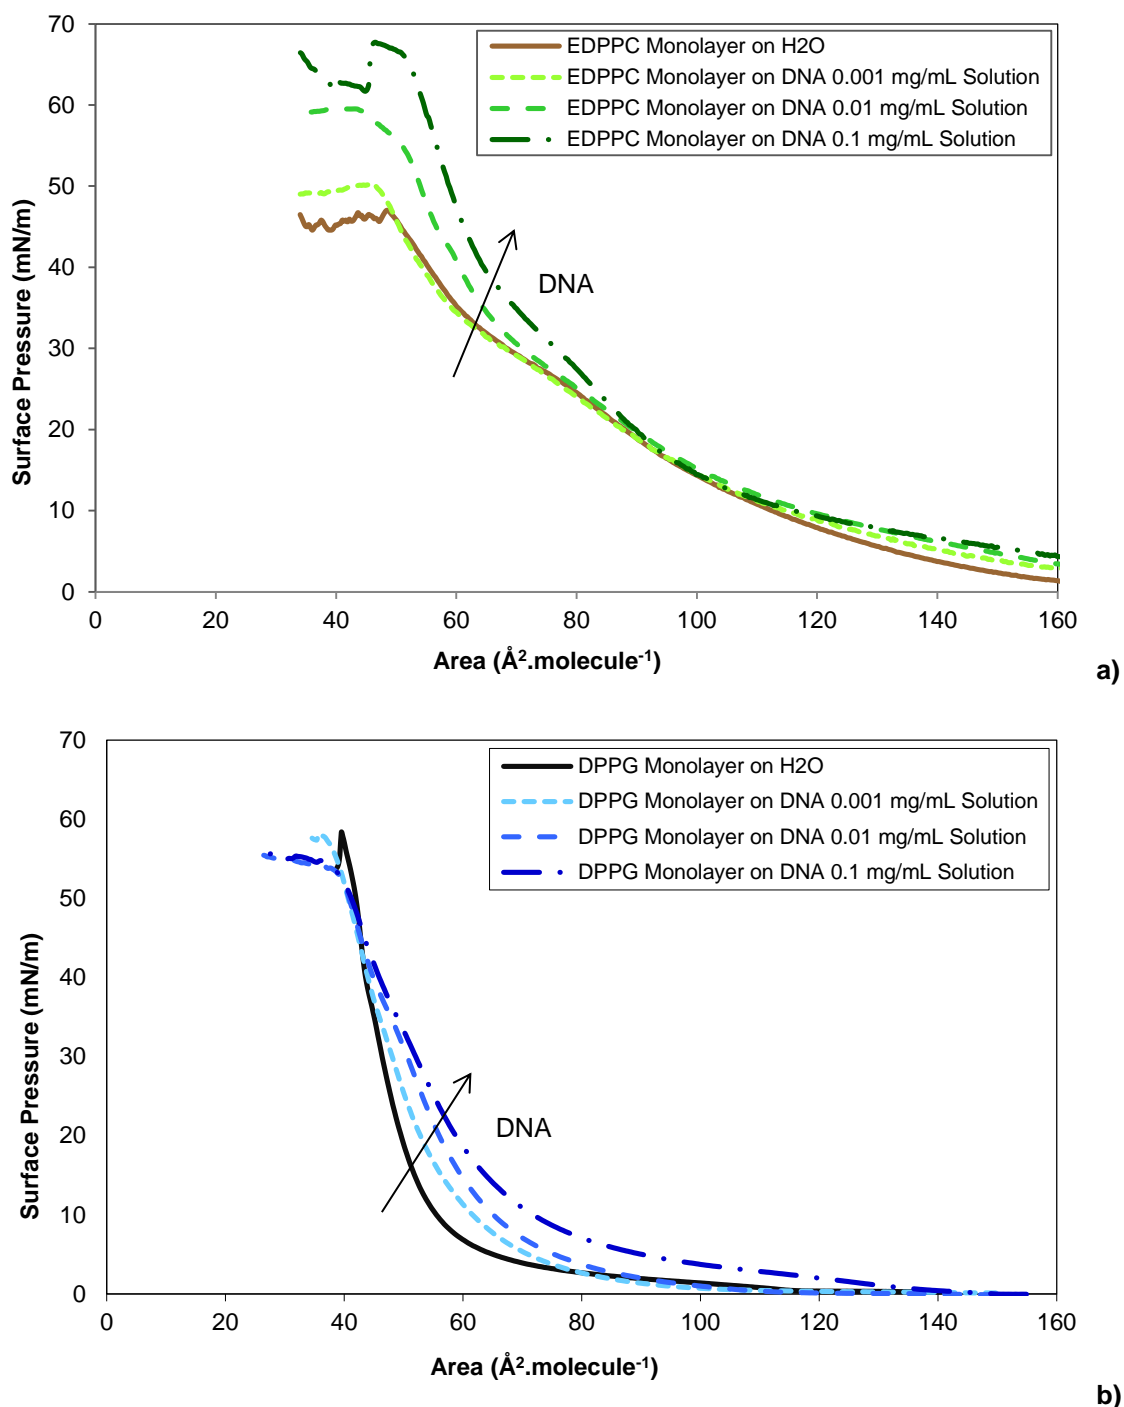 70
60
50
40
30
20
10
0
Surface Pressure (mN/m)
EDPPC Monolayer on H2O
EDPPC Monolayer on DNA 0.001 mg/mL Solution
EDPPC Monolayer on DNA 0.01 mg/mL Solution
EDPPC Monolayer on DNA 0.1 mg/mL Solution
DNA
0 20 40 60 80 100 120 140 160
Area (Å².molecule⁻¹)
a)
70
60
50
40
30
20
10
0
Surface Pressure (mN/m)
DPPG Monolayer on H2O
DPPG Monolayer on DNA 0.001 mg/mL Solution
DPPG Monolayer on DNA 0.01 mg/mL Solution
DPPG Monolayer on DNA 0.1 mg/mL Solution
DNA
0 20 40 60 80 100 120 140 160
Area (Å².molecule⁻¹)
b)